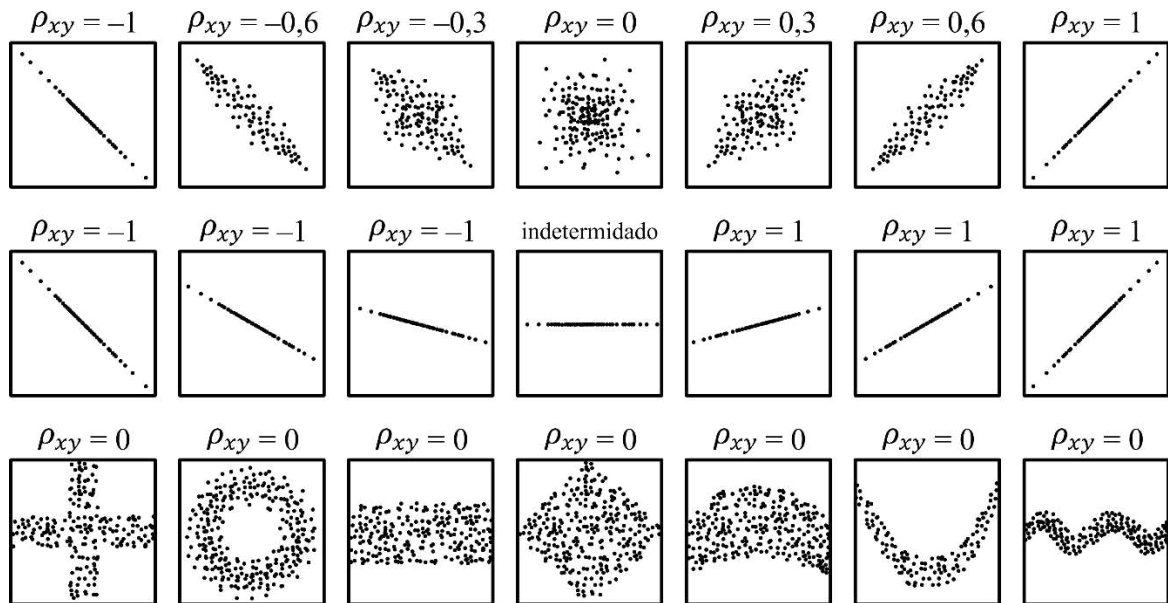 ρxy = –1
ρxy = –0,6
ρxy = –0,3
ρxy = 0
ρxy = 0,3
ρxy = 0,6
ρxy = 1
ρxy = –1
ρxy = –1
ρxy = –1
indetermidado
ρxy = 1
ρxy = 1
ρxy = 1
ρxy = 0
ρxy = 0
ρxy = 0
ρxy = 0
ρxy = 0
ρxy = 0
ρxy = 0